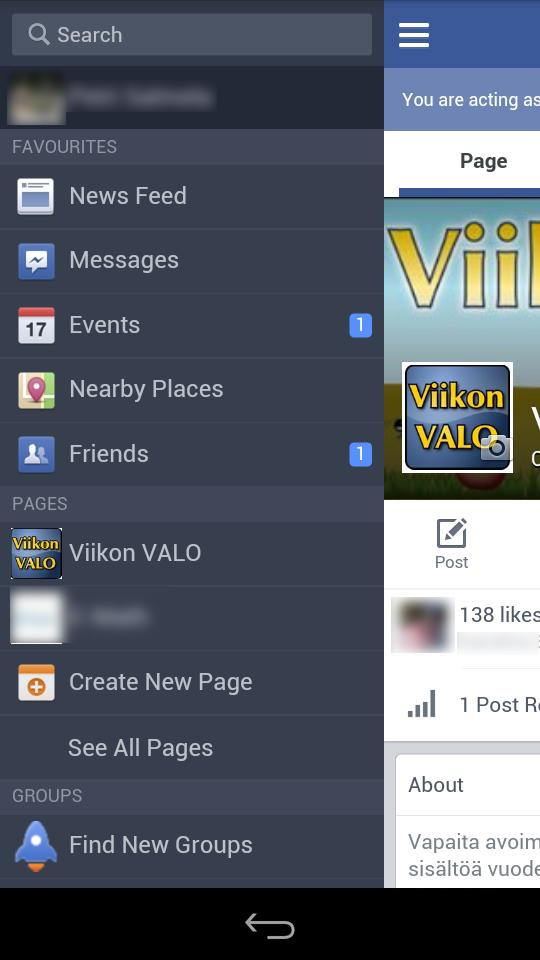 Search
FAVOURITES
News Feed
Messages
17
Events
1
Nearby Places
Friends
1
PAGES
Viikon
VALO
Viikon VALO
Create New Page
See All Pages
GROUPS
Find New Groups
You are acting as
Page
Viik
Viikon
VALO
Post
138 likes
1 Post Re
About
Vapaita avoim
sisältöä vuode